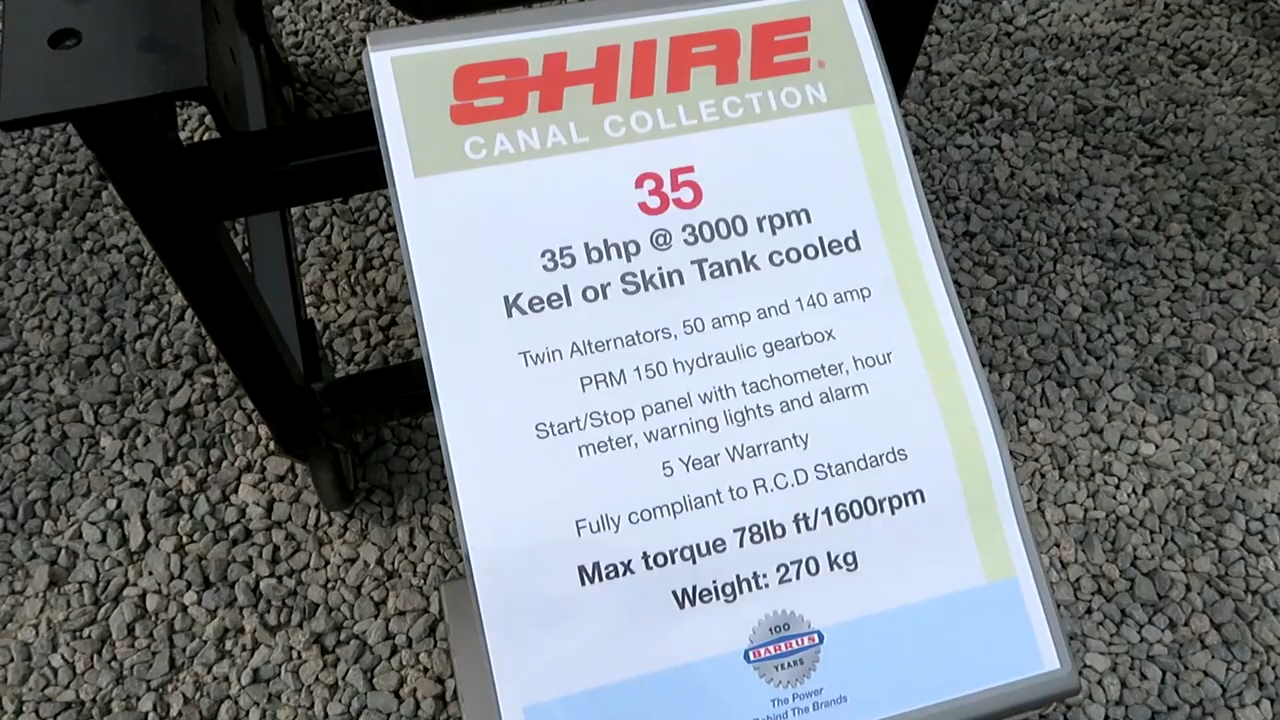 SHIRE®
CANAL COLLECTION
35
35 bhp @ 3000 rpm
Keel or Skin Tank cooled
Twin Alternators, 50 amp and 140 amp
PRM 150 hydraulic gearbox
Start/Stop panel with tachometer, hour
meter, warning lights and alarm
5 Year Warranty
Fully compliant to R.C.D Standards
Max torque 78lb ft/1600rpm
Weight: 270 kg
100
BARRUS
YEARS
The Power
Behind The Brands